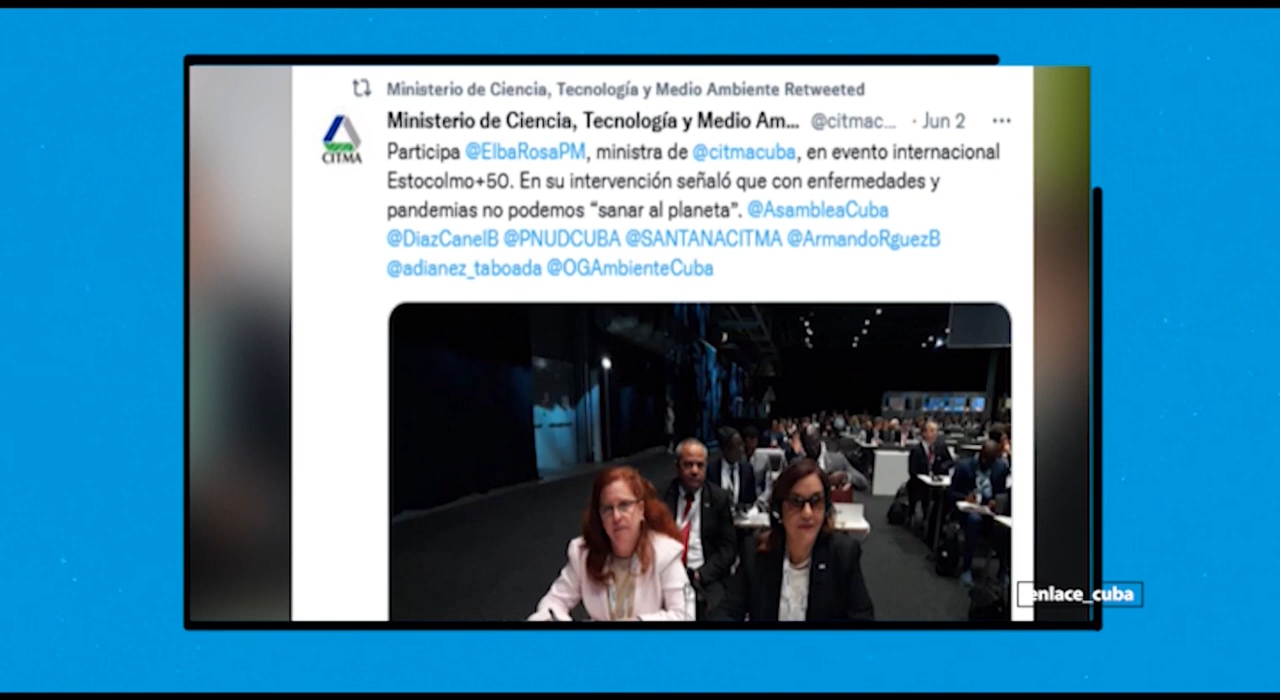 Ministerio de Ciencia, Tecnología y Medio Ambiente Retweeted
Ministerio de Ciencia, Tecnología y Medio Am... @citmac... · Jun 2 ...
CITMA
Participa @ElbaRosaPM, ministra de @citmacuba, en evento internacional
Estocolmo+50. En su intervención señaló que con enfermedades y
pandemias no podemos “sanar al planeta”. @AsambleaCuba
@DiazCanelB @PNUDCUBA @SANTANACITMA @ArmandoRguezB
@adianez_taboada @OGAmbienteCuba
enlace_cuba